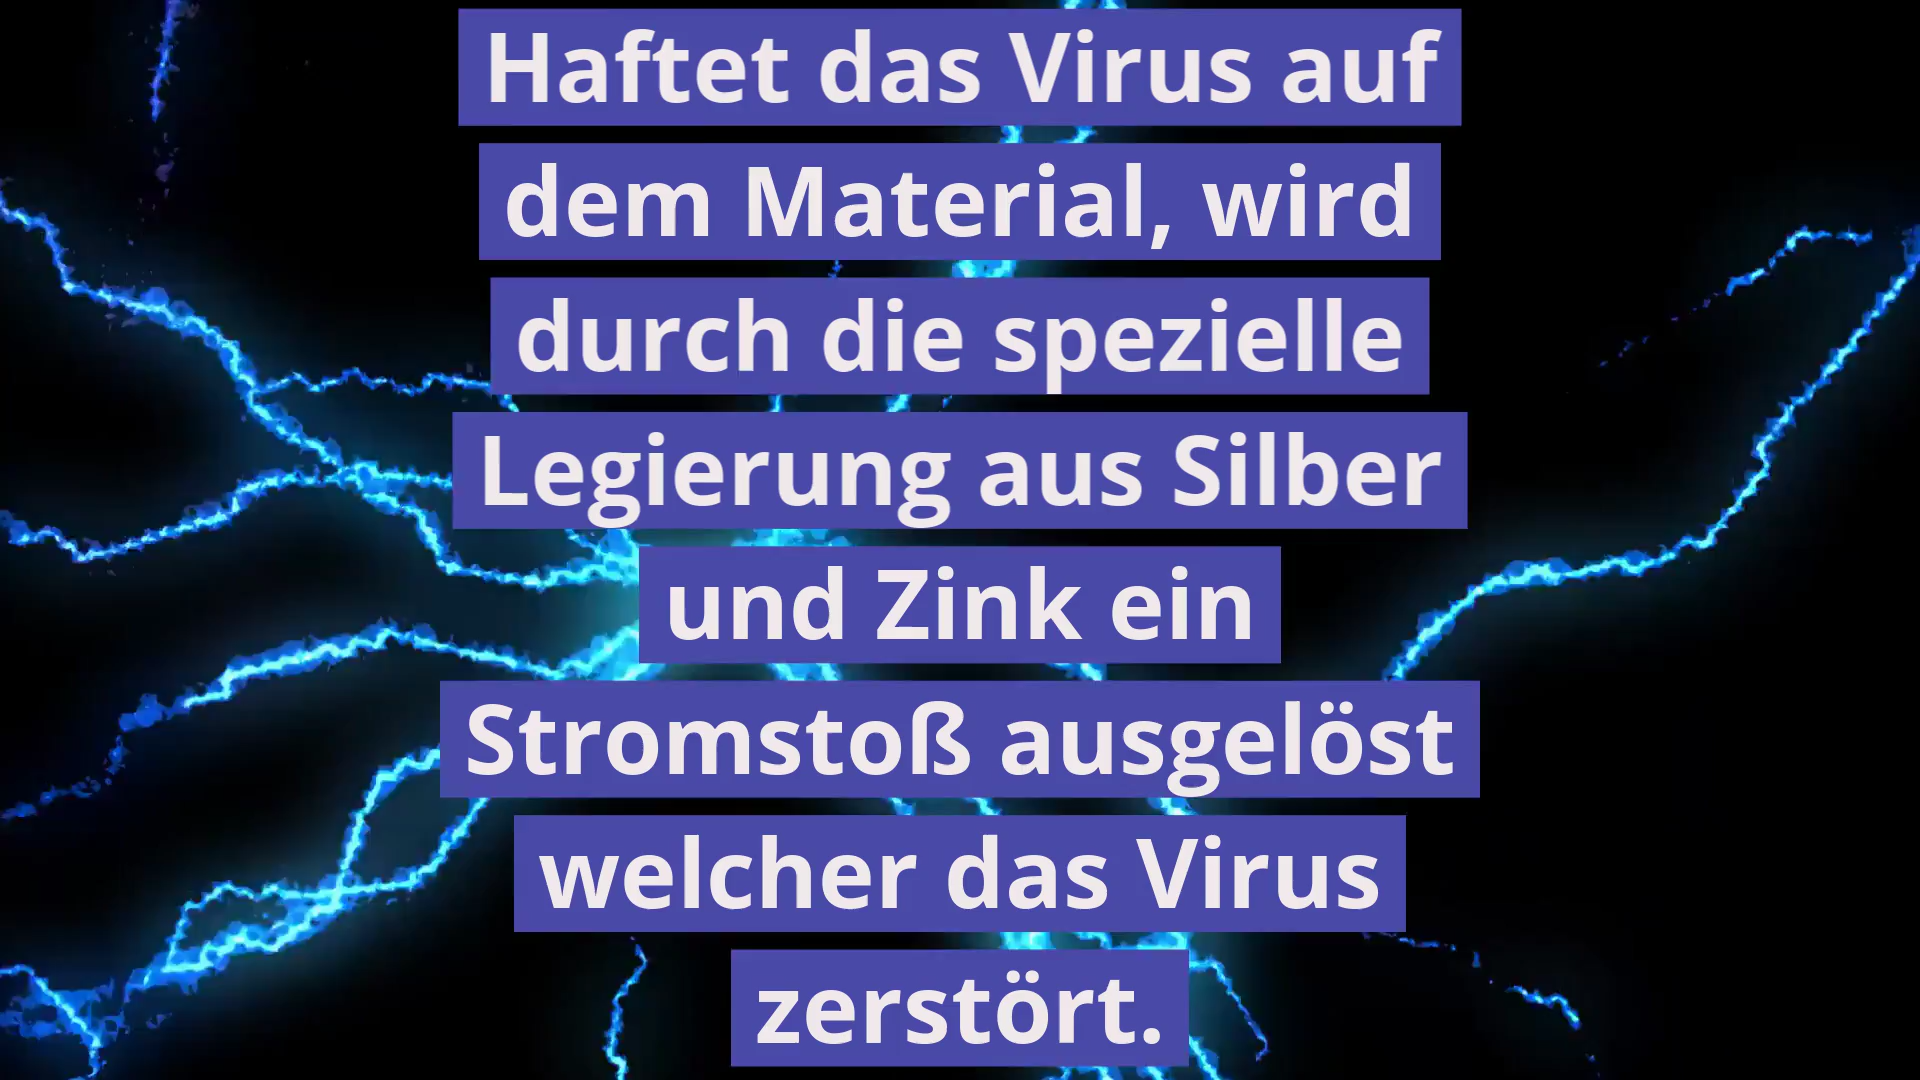 Haftet das Virus auf
dem Material, wird
durch die spezielle
Legierung aus Silber
und Zink ein
Stromstoß ausgelöst
welcher das Virus
zerstört.